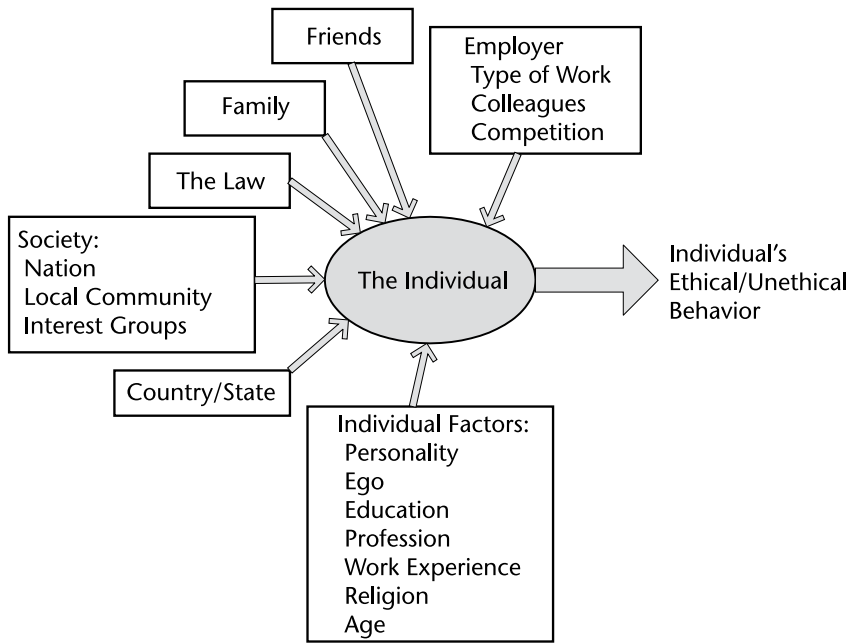 Friends
Employer
Type of Work
Colleagues
Competition
Family
The Law
Society:
Nation
Local Community
Interest Groups
The Individual
Individual's
Ethical/Unethical
Behavior
Country/State
Individual Factors:
Personality
Ego
Education
Profession
Work Experience
Religion
Age